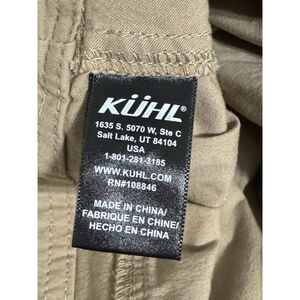 KÜHL®
1635 S. 5070 W, Ste C
Salt Lake, UT 84104
USA
1-801-281-3185
WWW.KUHL.COM
RN#108846
MADE IN CHINA/
FABRIQUE EN CHINE/
HECHO EN CHINA